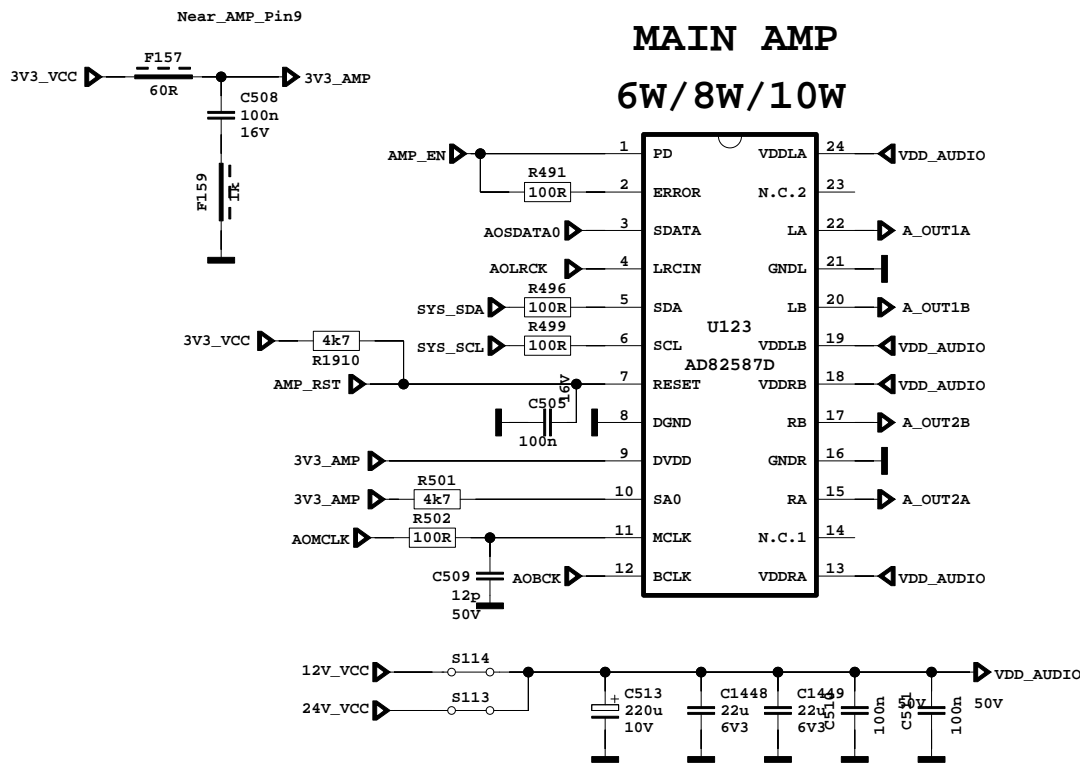 Near_AMP_Pin9
MAIN AMP
6W/8W/10W
F157
3V3_VCC
60R
3V3_AMP
C508
100n
16V
F159
1k
AMP_EN
R491
100R
AOSDATA0
AOLRCK
SYS_SDA
R496
100R
SYS_SCL
R499
100R
3V3_VCC
4k7
R1910
AMP_RST
C505
16V
100n
3V3_AMP
3V3_AMP
R501
4k7
AOMCLK
R502
100R
C509
12p
50V
AOBCK
1 PD VDDLA 24 VDD_AUDIO
2 ERROR N.C.2 23
3 SDATA LA 22 A_OUT1A
4 LRCIN GNDL 21
5 SDA LB 20 A_OUT1B
U123
6 SCL VDDLB 19 VDD_AUDIO
AD82587D
7 RESET VDDRB 18 VDD_AUDIO
8 DGND RB 17 A_OUT2B
9 DVDD GNDR 16
10 SA0 RA 15 A_OUT2A
11 MCLK N.C.1 14
12 BCLK VDDRA 13 VDD_AUDIO
12V_VCC
S114
24V_VCC
S113
+
C513
220u
10V
C1448
22u
6V3
C1449
22u
6V3
C510
100n
50V
C511
100n
50V
VDD_AUDIO